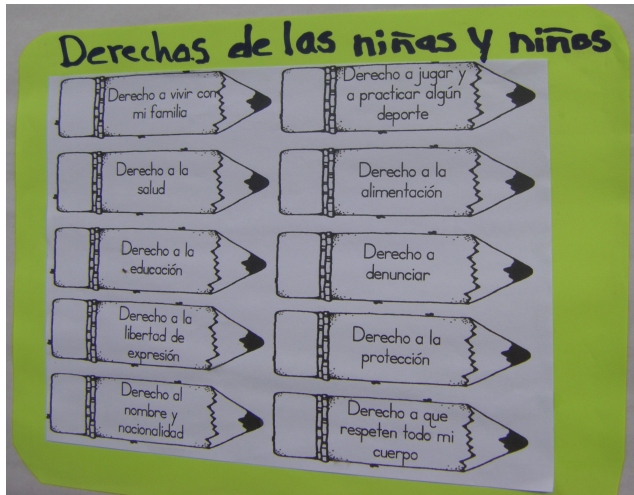 Derechos de las niñas y niños
Derecho a vivir con
mi familia
Derecho a jugar y
a practicar algún
deporte
Derecho a la
salud
Derecho a la
alimentación
Derecho a la
educación
Derecho a
denunciar
Derecho a la
libertad de
expresión
Derecho a la
protección
Derecho al
nombre y
nacionalidad
Derecho a que
respeten todo mi
cuerpo